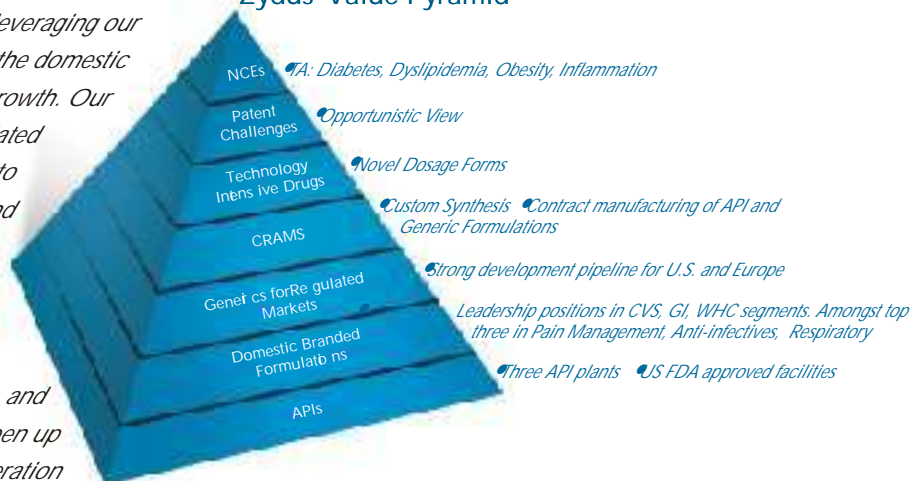 Zydus Value Pyramid
leveraging our
the domestic
rowth. Our
ated
to
nd
and
en up
eration
NCEs
TA: Diabetes, Dyslipidemia, Obesity, Inflammation
Patent
Challenges
Opportunistic View
Technology
Intens ive Drugs
Novel Dosage Forms
CRAMS
Custom Synthesis • Contract manufacturing of API and
Generic Formulations
Gener cs forRe gulated
Markets
Strong development pipeline for U.S. and Europe
Domestic Branded
Formulatio ns
Leadership positions in CVS, GI, WHC segments. Amongst top
three in Pain Management, Anti-infectives, Respiratory
APIs
Three API plants • US FDA approved facilities